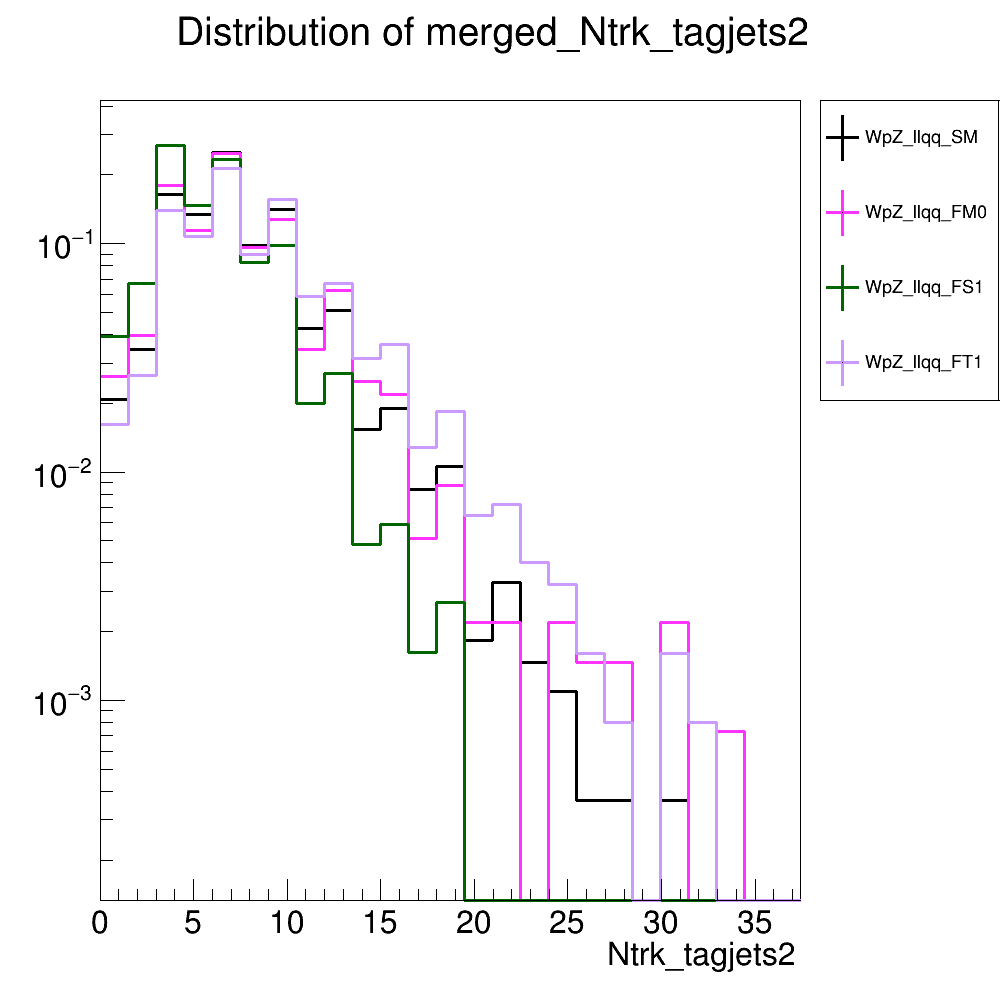 Distribution of merged_Ntrk_tagjets2
WpZ_llqq_SM
WpZ_llqq_FM0
WpZ_llqq_FS1
WpZ_llqq_FT1
10⁻¹
10⁻²
10⁻³
0 5 10 15 20 25 30 35
Ntrk_tagjets2